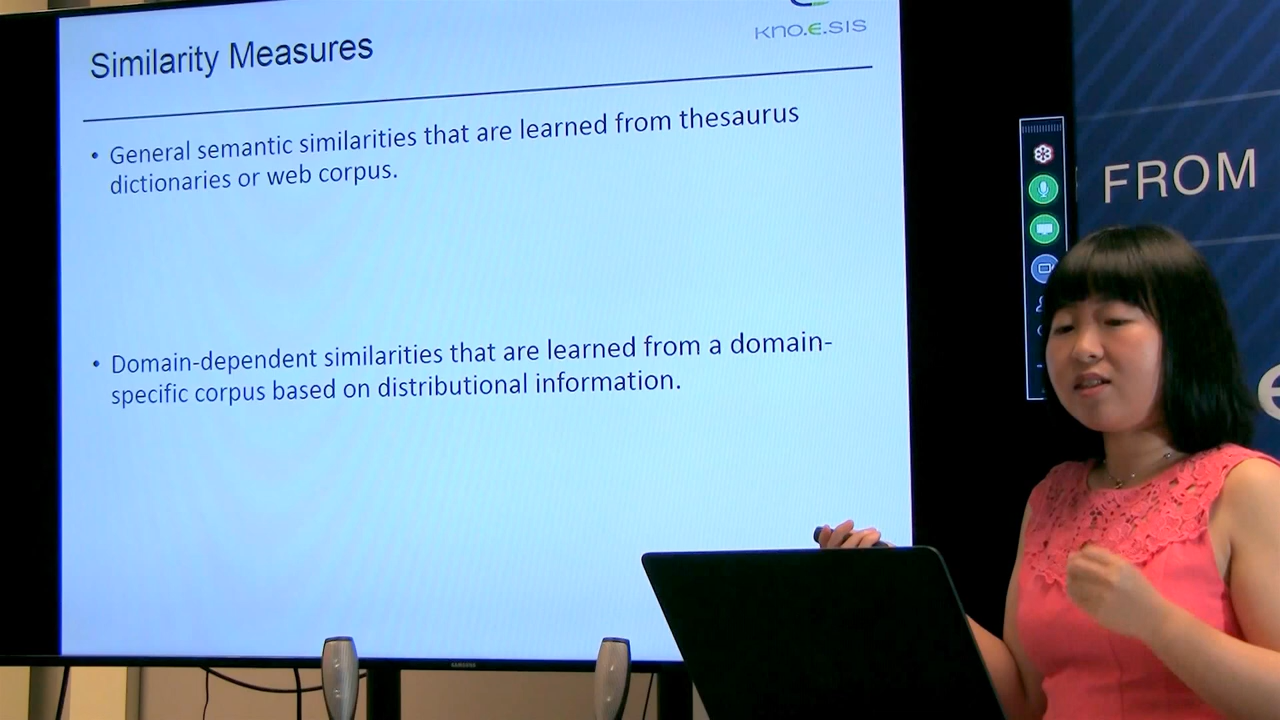 Similarity Measures
kno.e.sis
• General semantic similarities that are learned from thesaurus
dictionaries or web corpus.
• Domain-dependent similarities that are learned from a domain-
specific corpus based on distributional information.
FROM
e
SAMSUNG